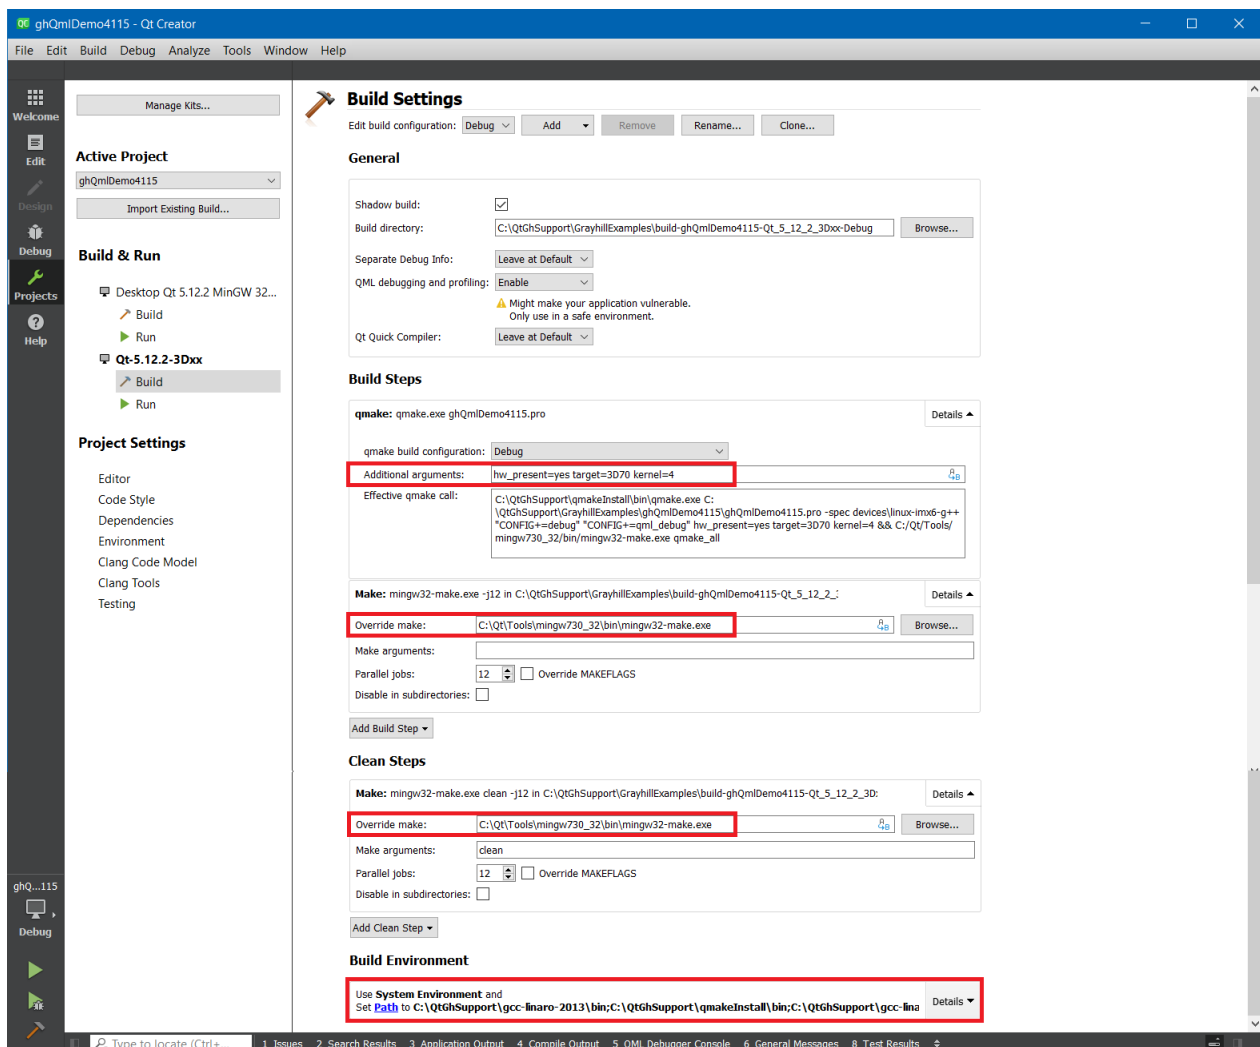 ghQmlDemo4115 - Qt Creator
File Edit Build Debug Analyze Tools Window Help
Welcome
Edit
Design
Debug
Projects
Help
Manage Kits...
Active Project
ghQmlDemo4115
Import Existing Build...
Build & Run
Desktop Qt 5.12.2 MinGW 32...
Build
Run
Qt-5.12.2-3Dxx
Build
Run
Project Settings
Editor
Code Style
Dependencies
Environment
Clang Code Model
Clang Tools
Testing
Build Settings
Edit build configuration: Debug Add Remove Rename... Clone...
General
Shadow build:
Build directory: C:\QtGhSupport\GrayhillExamples\build-ghQmlDemo4115-Qt_5_12_2_3Dxx-Debug Browse...
Separate Debug Info: Leave at Default
QML debugging and profiling: Enable
Might make your application vulnerable.
Only use in a safe environment.
Qt Quick Compiler: Leave at Default
Build Steps
qmake: qmake.exe ghQmlDemo4115.pro Details
qmake build configuration: Debug
Additional arguments: hw_present=yes target=3D70 kernel=4
Effective qmake call: C:\QtGhSupport\qmakeInstall\bin\qmake.exe C:
\QtGhSupport\GrayhillExamples\ghQmlDemo4115\ghQmlDemo4115.pro -spec devices\linux-imx6-g++
"CONFIG+=debug" "CONFIG+=qml_debug" hw_present=yes target=3D70 kernel=4 && C:/Qt/Tools/
mingw730_32/bin/mingw32-make.exe qmake_all
Make: mingw32-make.exe -j12 in C:\QtGhSupport\GrayhillExamples\build-ghQmlDemo4115-Qt_5_12_2_: Details
Override make: C:\Qt\Tools\mingw730_32\bin\mingw32-make.exe Browse...
Make arguments:
Parallel jobs: 12 Override MAKEFLAGS
Disable in subdirectories:
Add Build Step
Clean Steps
Make: mingw32-make.exe clean -j12 in C:\QtGhSupport\GrayhillExamples\build-ghQmlDemo4115-Qt_5_12_2_3D: Details
Override make: C:\Qt\Tools\mingw730_32\bin\mingw32-make.exe Browse...
Make arguments: clean
Parallel jobs: 12 Override MAKEFLAGS
Disable in subdirectories:
Add Clean Step
Build Environment
Use System Environment and
Set Path to C:\QtGhSupport\gcc-linaro-2013\bin;C:\QtGhSupport\qmakeInstall\bin;C:\QtGhSupport\gcc-lina Details
ghQ...115
Debug
Type to locate (Ctrl+... 1 Issues 2 Search Results 3 Application Output 4 Compile Output 5 QML Debugger Console 6 General Messages 8 Test Results